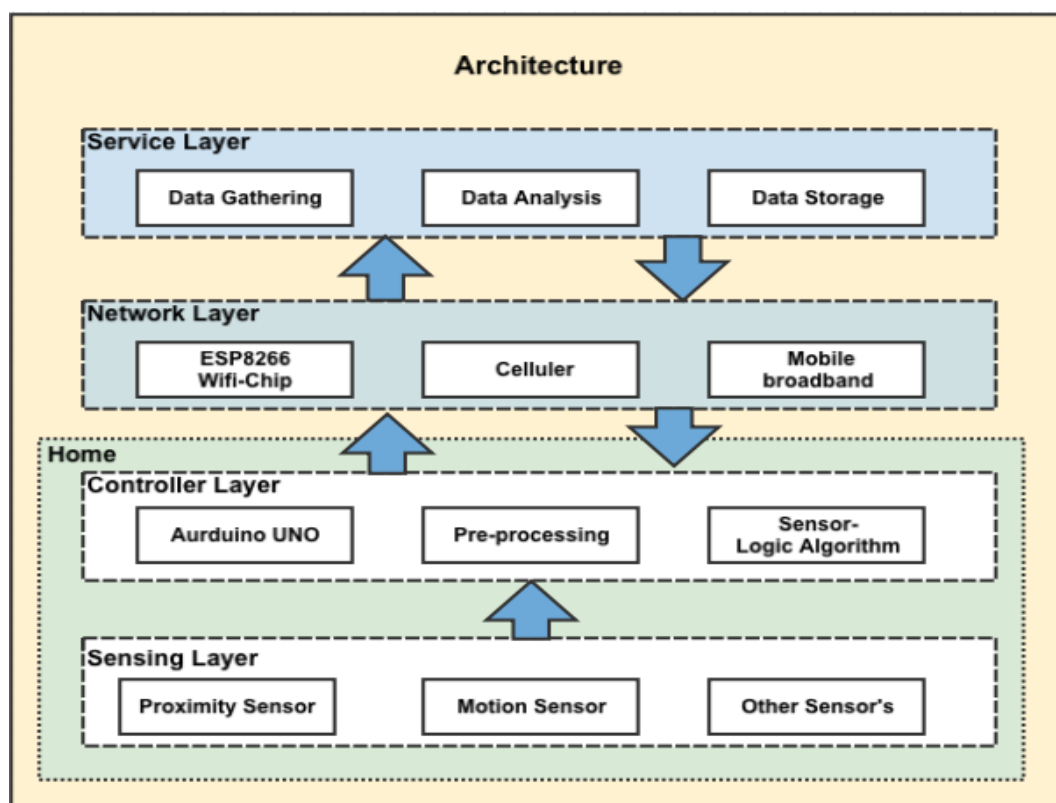 Architecture
Service Layer
Data Gathering
Data Analysis
Data Storage
Network Layer
ESP8266
Wifi-Chip
Celluler
Mobile
broadband
Home
Controller Layer
Aurduino UNO
Pre-processing
Sensor-
Logic Algorithm
Sensing Layer
Proximity Sensor
Motion Sensor
Other Sensor's